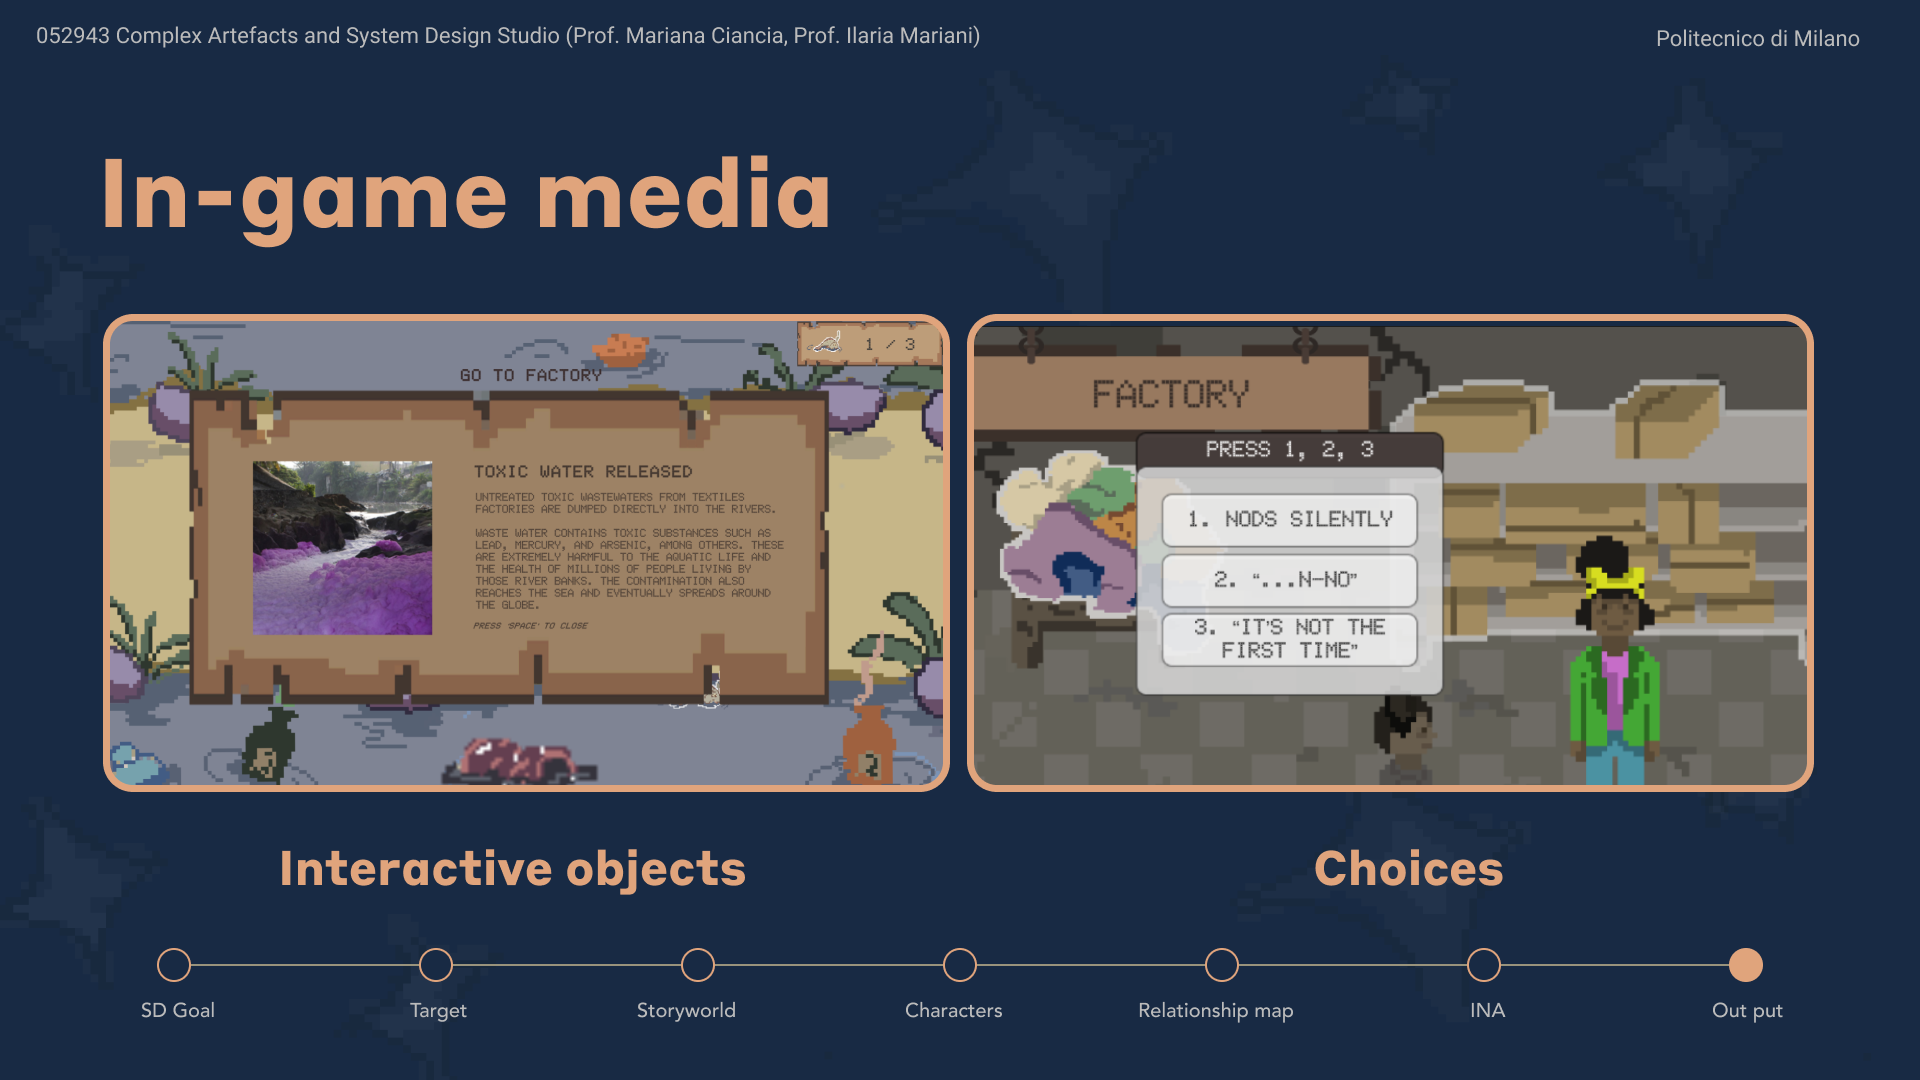 052943 Complex Artefacts and System Design Studio (Prof. Mariana Ciancia, Prof. Ilaria Mariani)
Politecnico di Milano
In-game media
1 / 3
GO TO FACTORY
TOXIC WATER RELEASED
UNTREATED TOXIC WASTEWATERS FROM TEXTILES
FACTORIES ARE DUMPED DIRECTLY INTO THE RIVERS.
WASTE WATER CONTAINS TOXIC SUBSTANCES SUCH AS
LEAD, MERCURY, AND ARSENIC, AMONG OTHERS. THESE
ARE EXTREMELY HARMFUL TO THE AQUATIC LIFE AND
THE HEALTH OF MILLIONS OF PEOPLE LIVING BY
THOSE RIVER BANKS. THE CONTAMINATION ALSO
REACHES THE SEA AND EVENTUALLY SPREADS AROUND
THE GLOBE.
PRESS 'SPACE' TO CLOSE
FACTORY
PRESS 1, 2, 3
1. NODS SILENTLY
2. “...N-NO”
3. “IT'S NOT THE
FIRST TIME”
Interactive objects
Choices
SD Goal
Target
Storyworld
Characters
Relationship map
INA
Out put